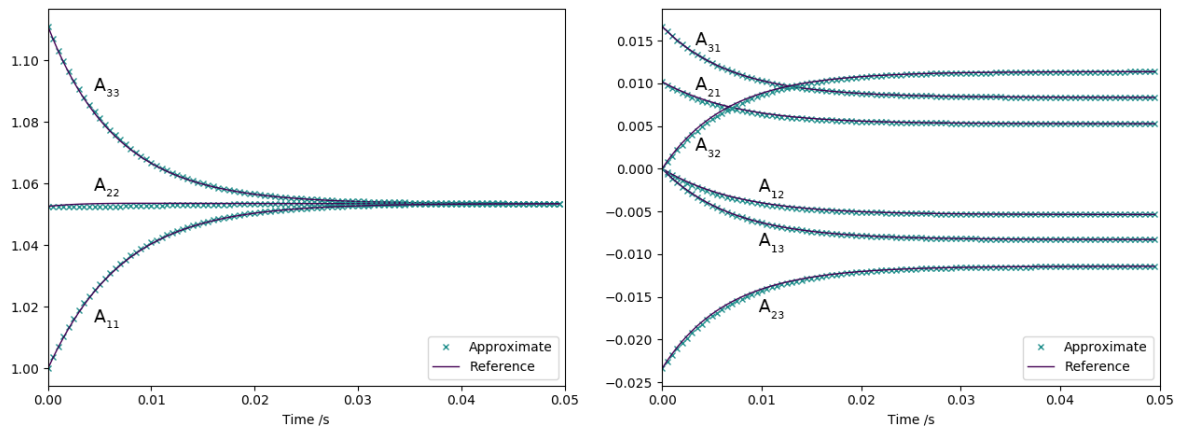 1.10
1.08
1.06
1.04
1.02
1.00
A33
A22
A11
× Approximate
Reference
0.00 0.01 0.02 0.03 0.04 0.05
Time /s
0.015
0.010
0.005
0.000
−0.005
−0.010
−0.015
−0.020
−0.025
A31
A21
A32
A12
A13
A23
× Approximate
Reference
0.00 0.01 0.02 0.03 0.04 0.05
Time /s